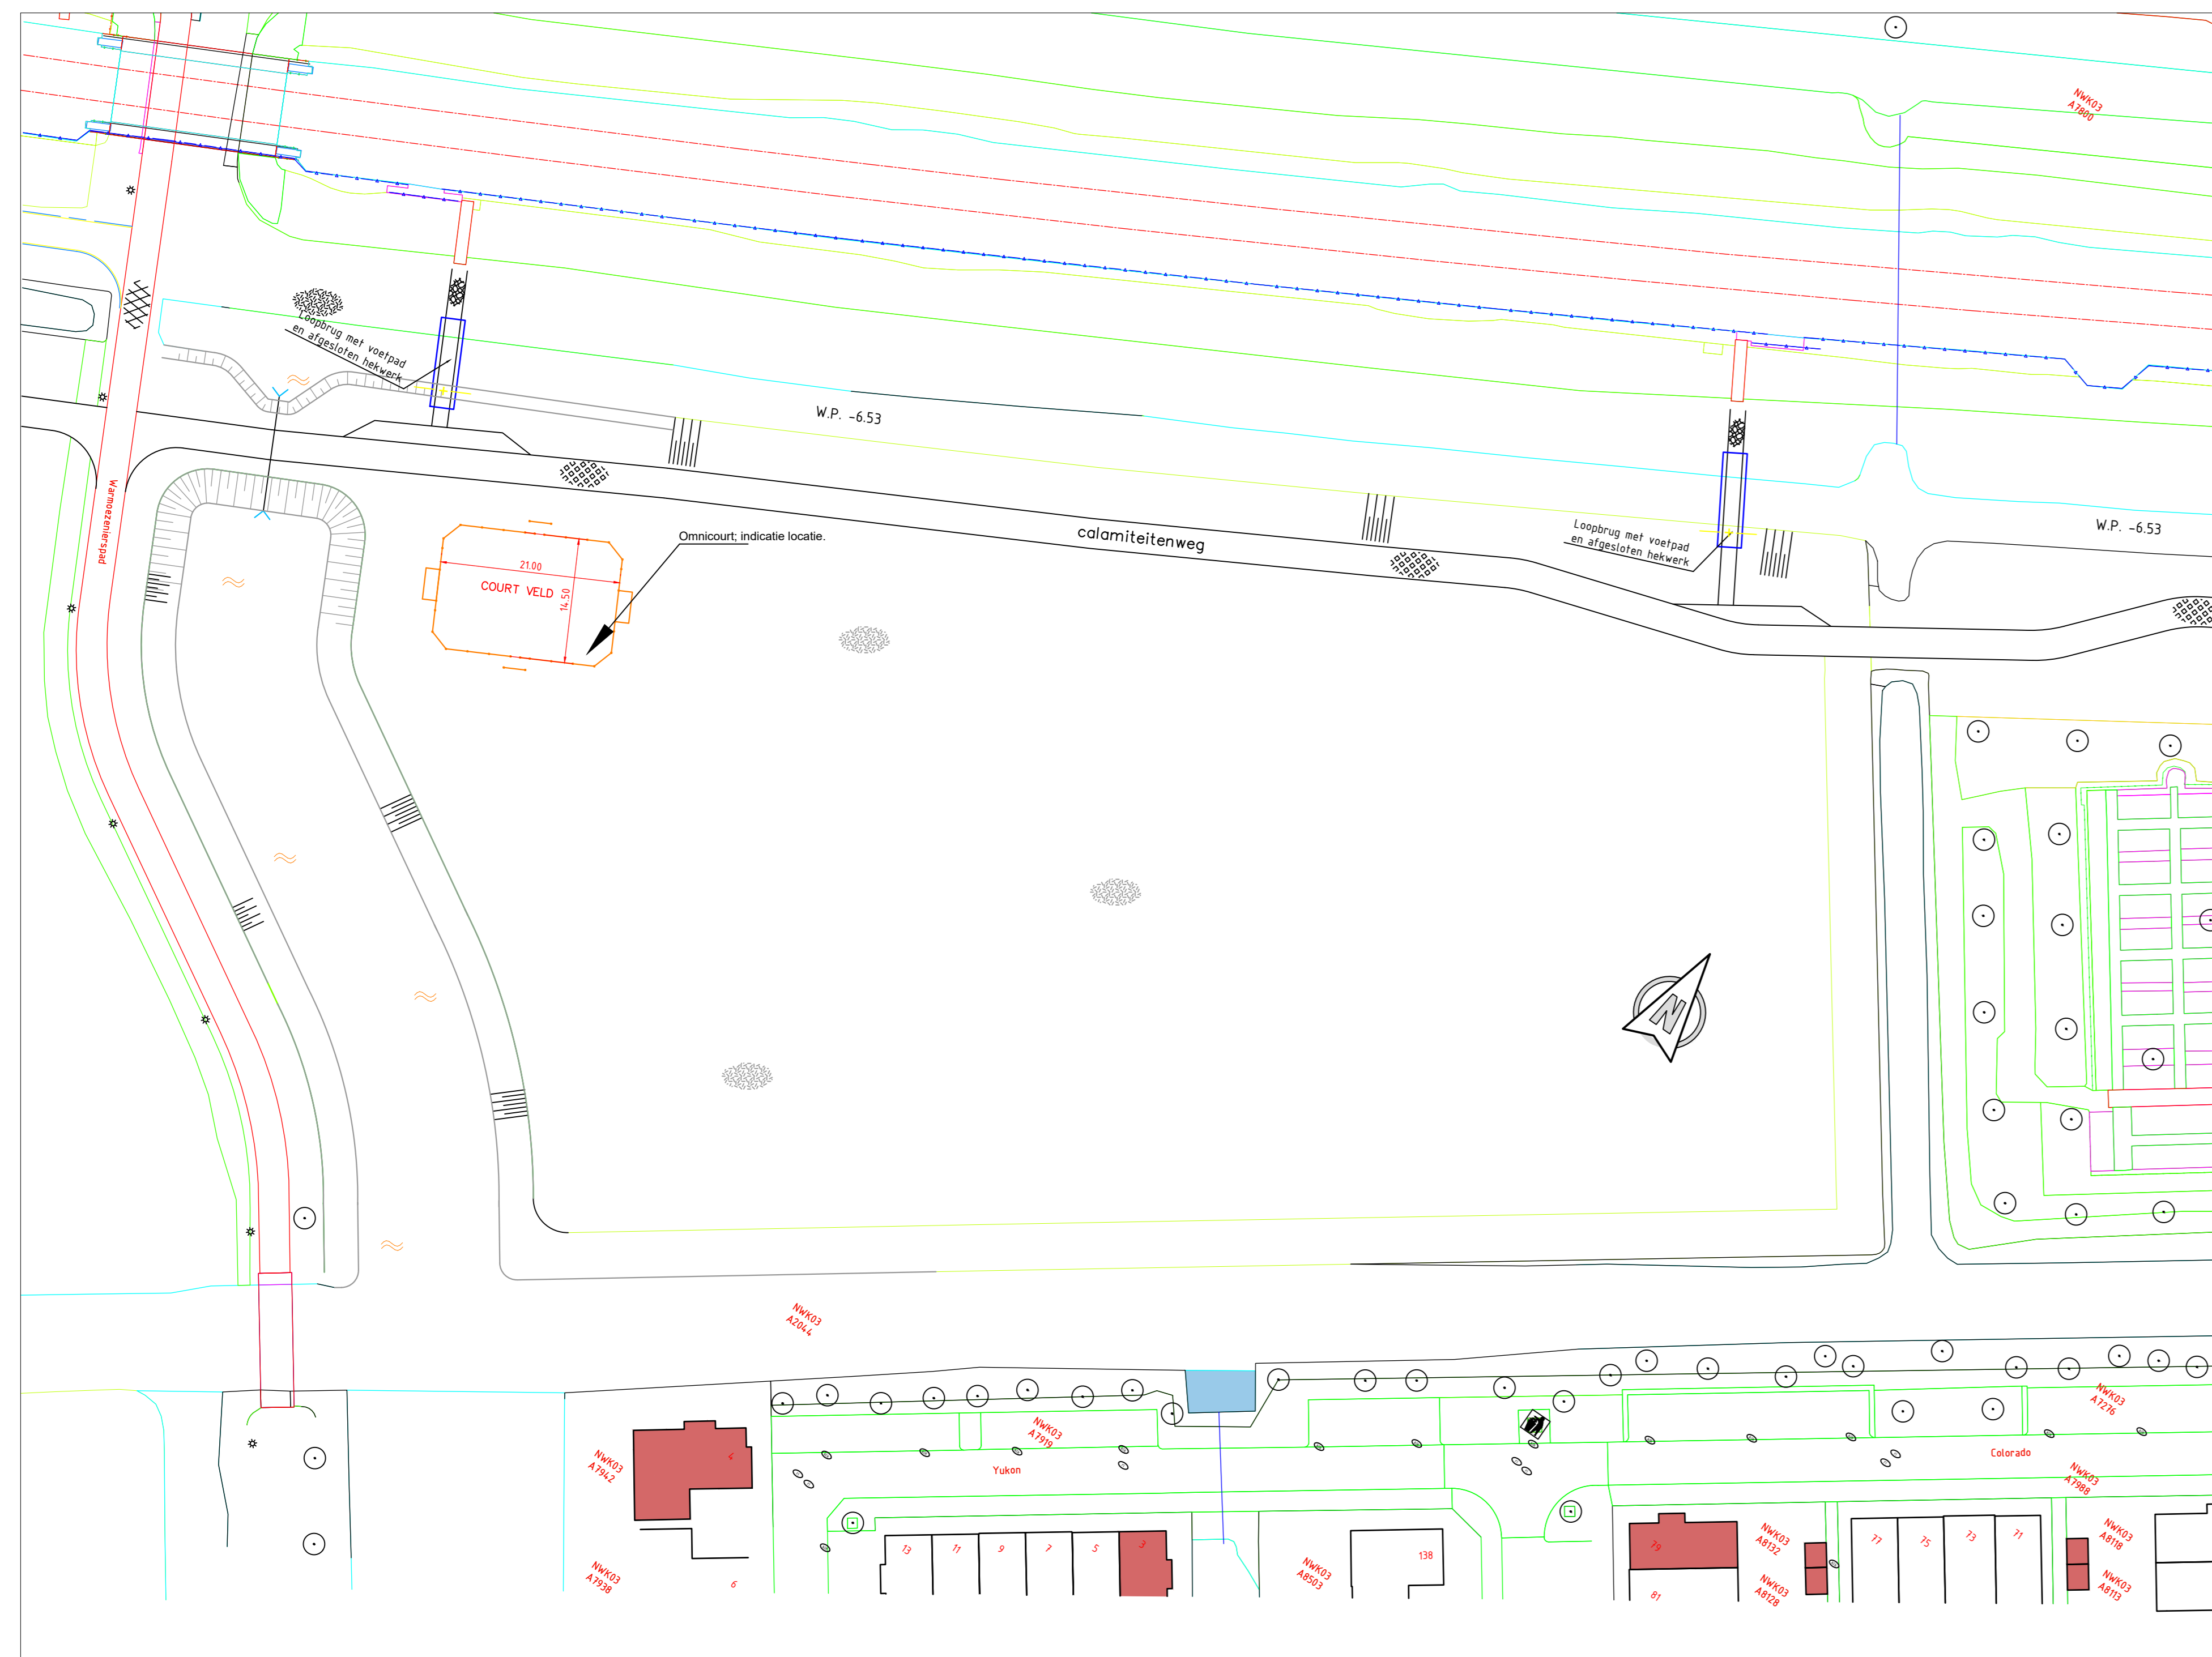 NWK03
A7800
Loopbrug met voetpad
en afgesloten hekwerk
W.P. -6.53
Warmoezenierspad
Omnicourt; indicatie locatie.
calamiteitenweg
Loopbrug met voetpad
en afgesloten hekwerk
W.P. -6.53
21.00
COURT VELD
14.50
N
NWK03
A2044
NWK03
A7942
4
NWK03
A7919
Yukon
NWK03
A7276
Colorado
NWK03
A7988
NWK03
A7938
6
13
11
9
7
5
3
NWK03
A8503
138
79
81
NWK03
A8132
NWK03
A8128
77
75
73
71
NWK03
A8118
NWK03
A8113